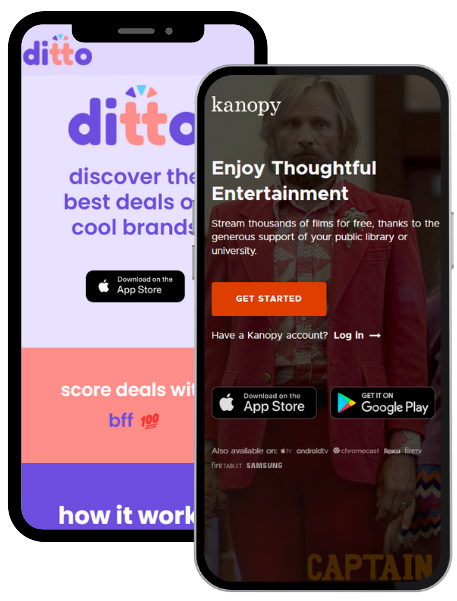 ditto
ditto
discover the
best deals o
cool brands
Download on the
App Store
score deals wit
bff 💯
how it work
kanopy
Enjoy Thoughtful
Entertainment
Stream thousands of films for free, thanks to the
generous support of your public library or
university.
GET STARTED
Have a Kanopy account? Log in →
Download on the
App Store
GET IT ON
Google Play
Also available on: tv androidtv chromecast Roku firetv
fireTABLET SAMSUNG
CAPTAIN